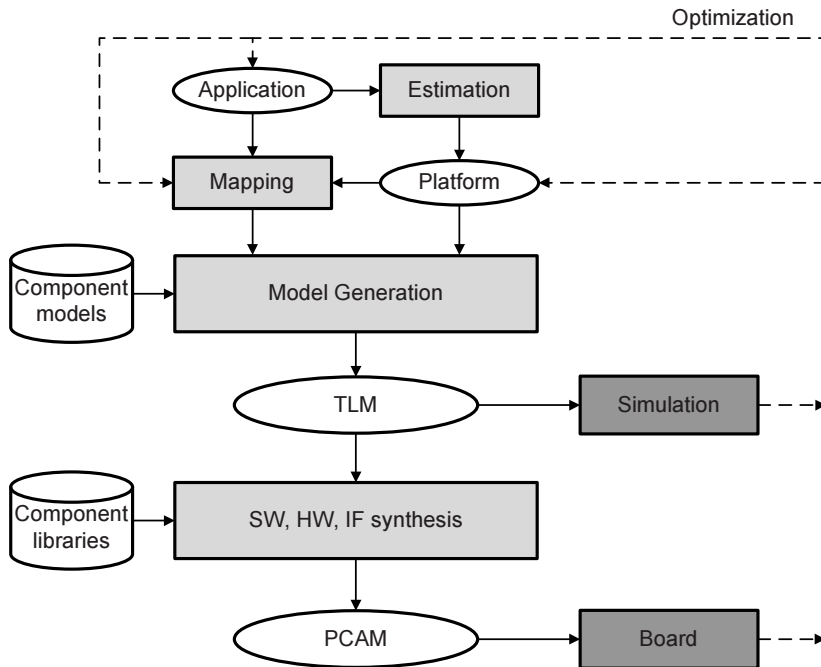 Optimization
Application
Estimation
Mapping
Platform
Component
models
Model Generation
TLM
Simulation
Component
libraries
SW, HW, IF synthesis
PCAM
Board